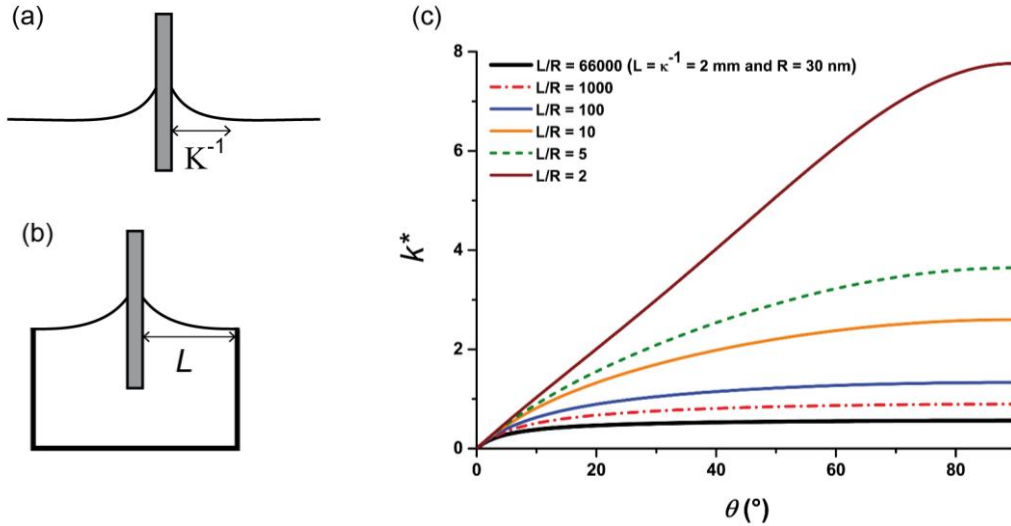 (a)
K⁻¹
(b)
L
(c)
k*
8
6
4
2
0
L/R = 66000 (L = κ⁻¹ = 2 mm and R = 30 nm)
L/R = 1000
L/R = 100
L/R = 10
L/R = 5
L/R = 2
0 20 40 60 80
θ (°)